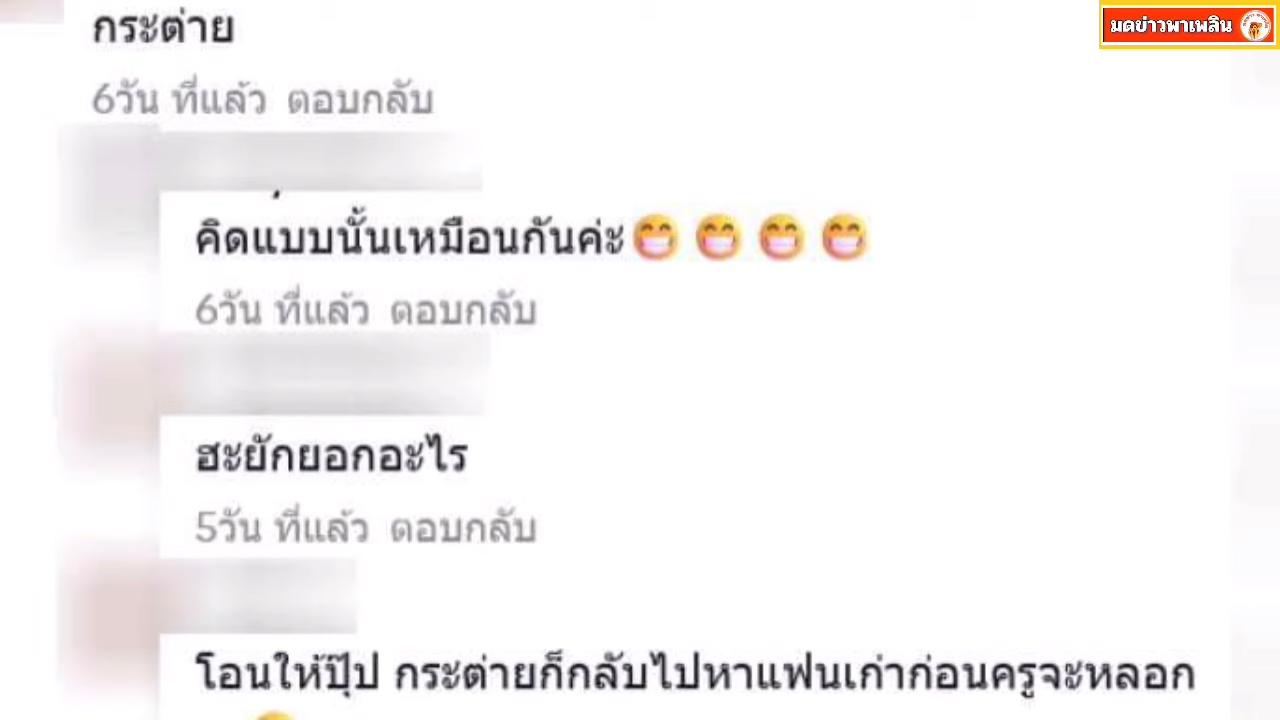 กระต่าย
มดข่าวพาเพลิน
6วัน ที่แล้ว ตอบกลับ
คิดแบบนั้นเหมือนกันค่ะ😁😁😁😁
6วัน ที่แล้ว ตอบกลับ
ฮะยักยอกอะไร
5วัน ที่แล้ว ตอบกลับ
โอนให้ปุ๊ป กระต่ายก็กลับไปหาแฟนเก่าก่อนครูจะหลอก